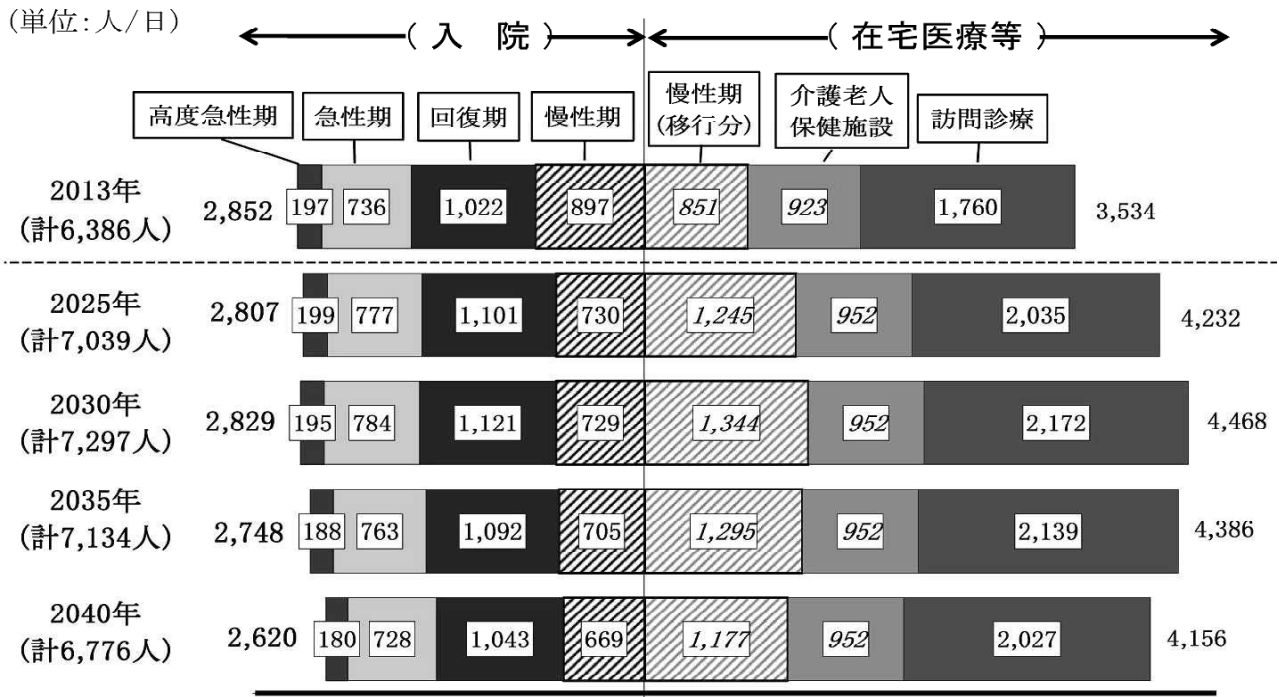 (単位:人/日)
(入 院)
(在宅医療等)
高度急性期
急性期
回復期
慢性期
慢性期
(移行分)
介護老人
保健施設
訪問診療
2013年
(計6,386人)
2,852 197 736 1,022 897 851 923 1,760 3,534
2025年
(計7,039人)
2,807 199 777 1,101 730 1,245 952 2,035 4,232
2030年
(計7,297人)
2,829 195 784 1,121 729 1,344 952 2,172 4,468
2035年
(計7,134人)
2,748 188 763 1,092 705 1,295 952 2,139 4,386
2040年
(計6,776人)
2,620 180 728 1,043 669 1,177 952 2,027 4,156